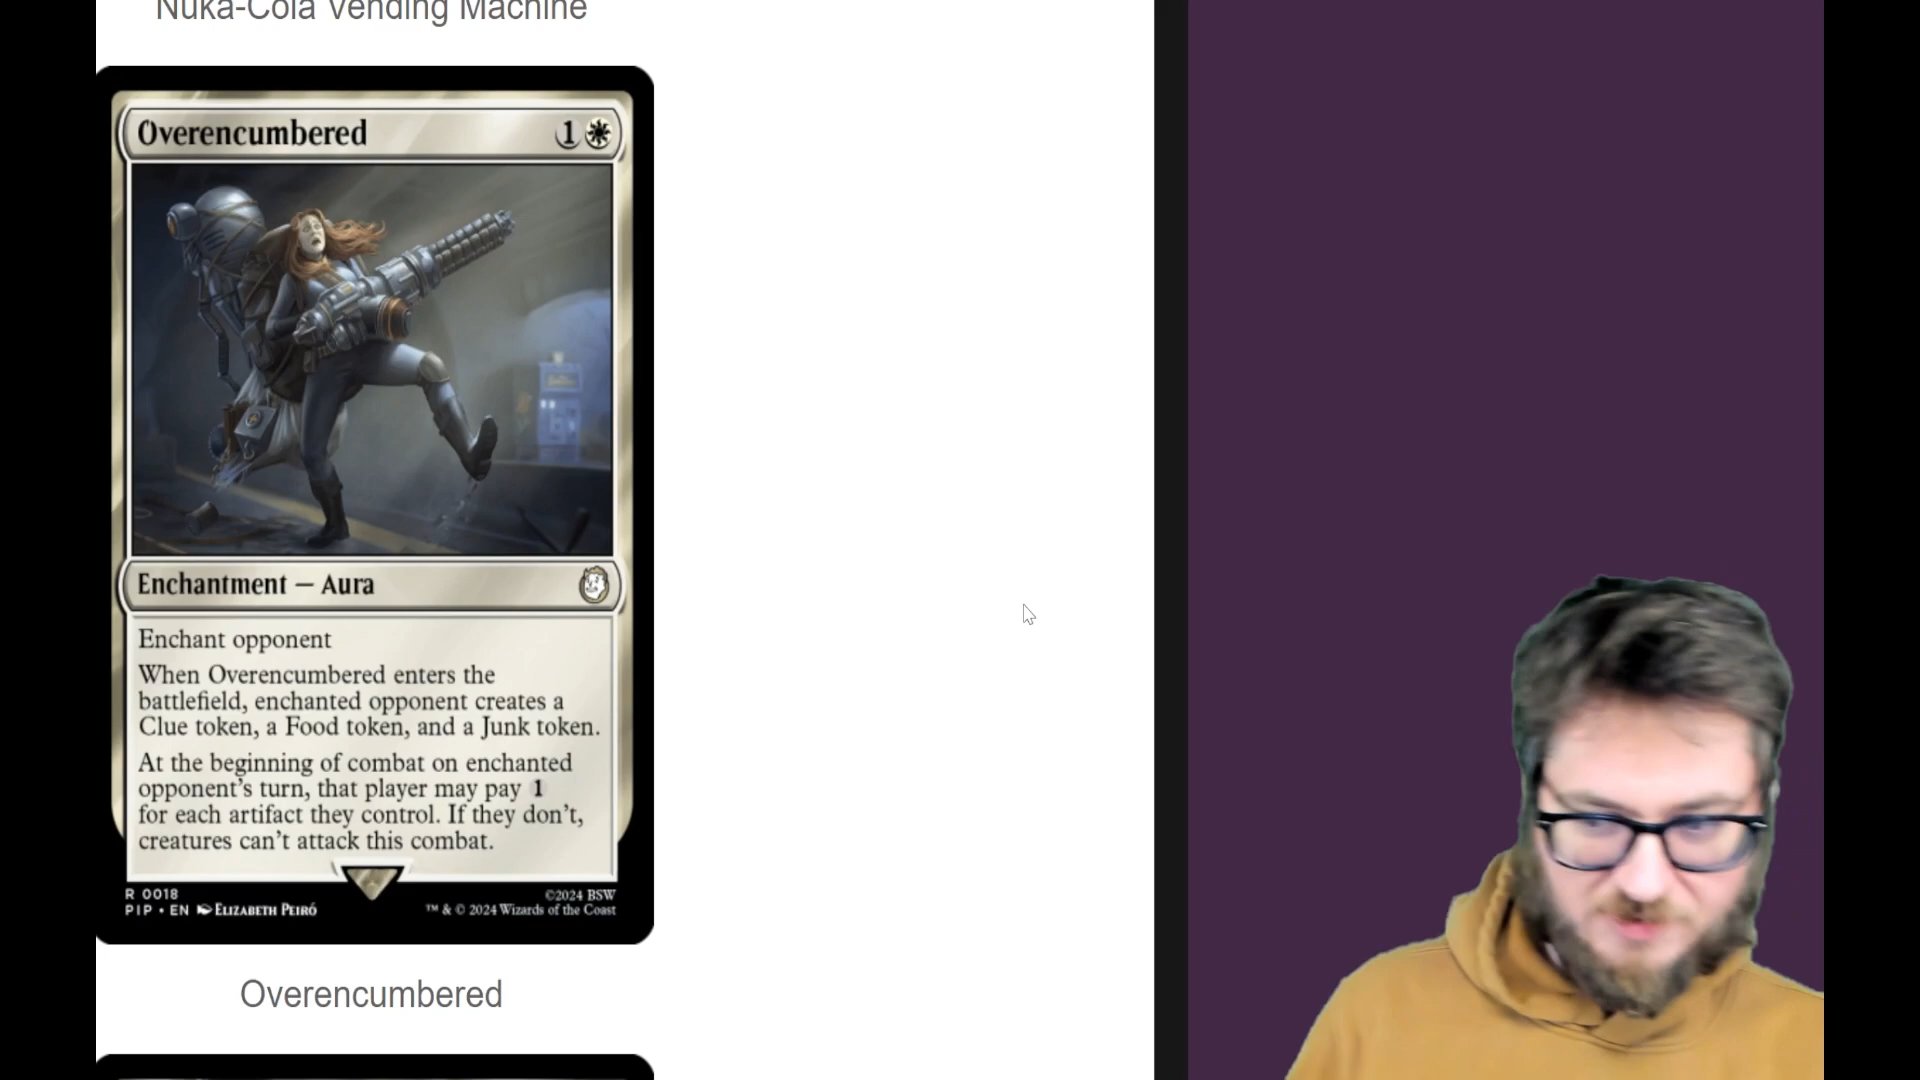 Nuka-Cola Vending Machine
Overencumbered 1
Enchantment — Aura
Enchant opponent
When Overencumbered enters the
battlefield, enchanted opponent creates a
Clue token, a Food token, and a Junk token.
At the beginning of combat on enchanted
opponent's turn, that player may pay 1
for each artifact they control. If they don't,
creatures can't attack this combat.
R 0018
PIP • EN ELIZABETH PEIRÓ
©2024 BSW
™ & © 2024 Wizards of the Coast
Overencumbered